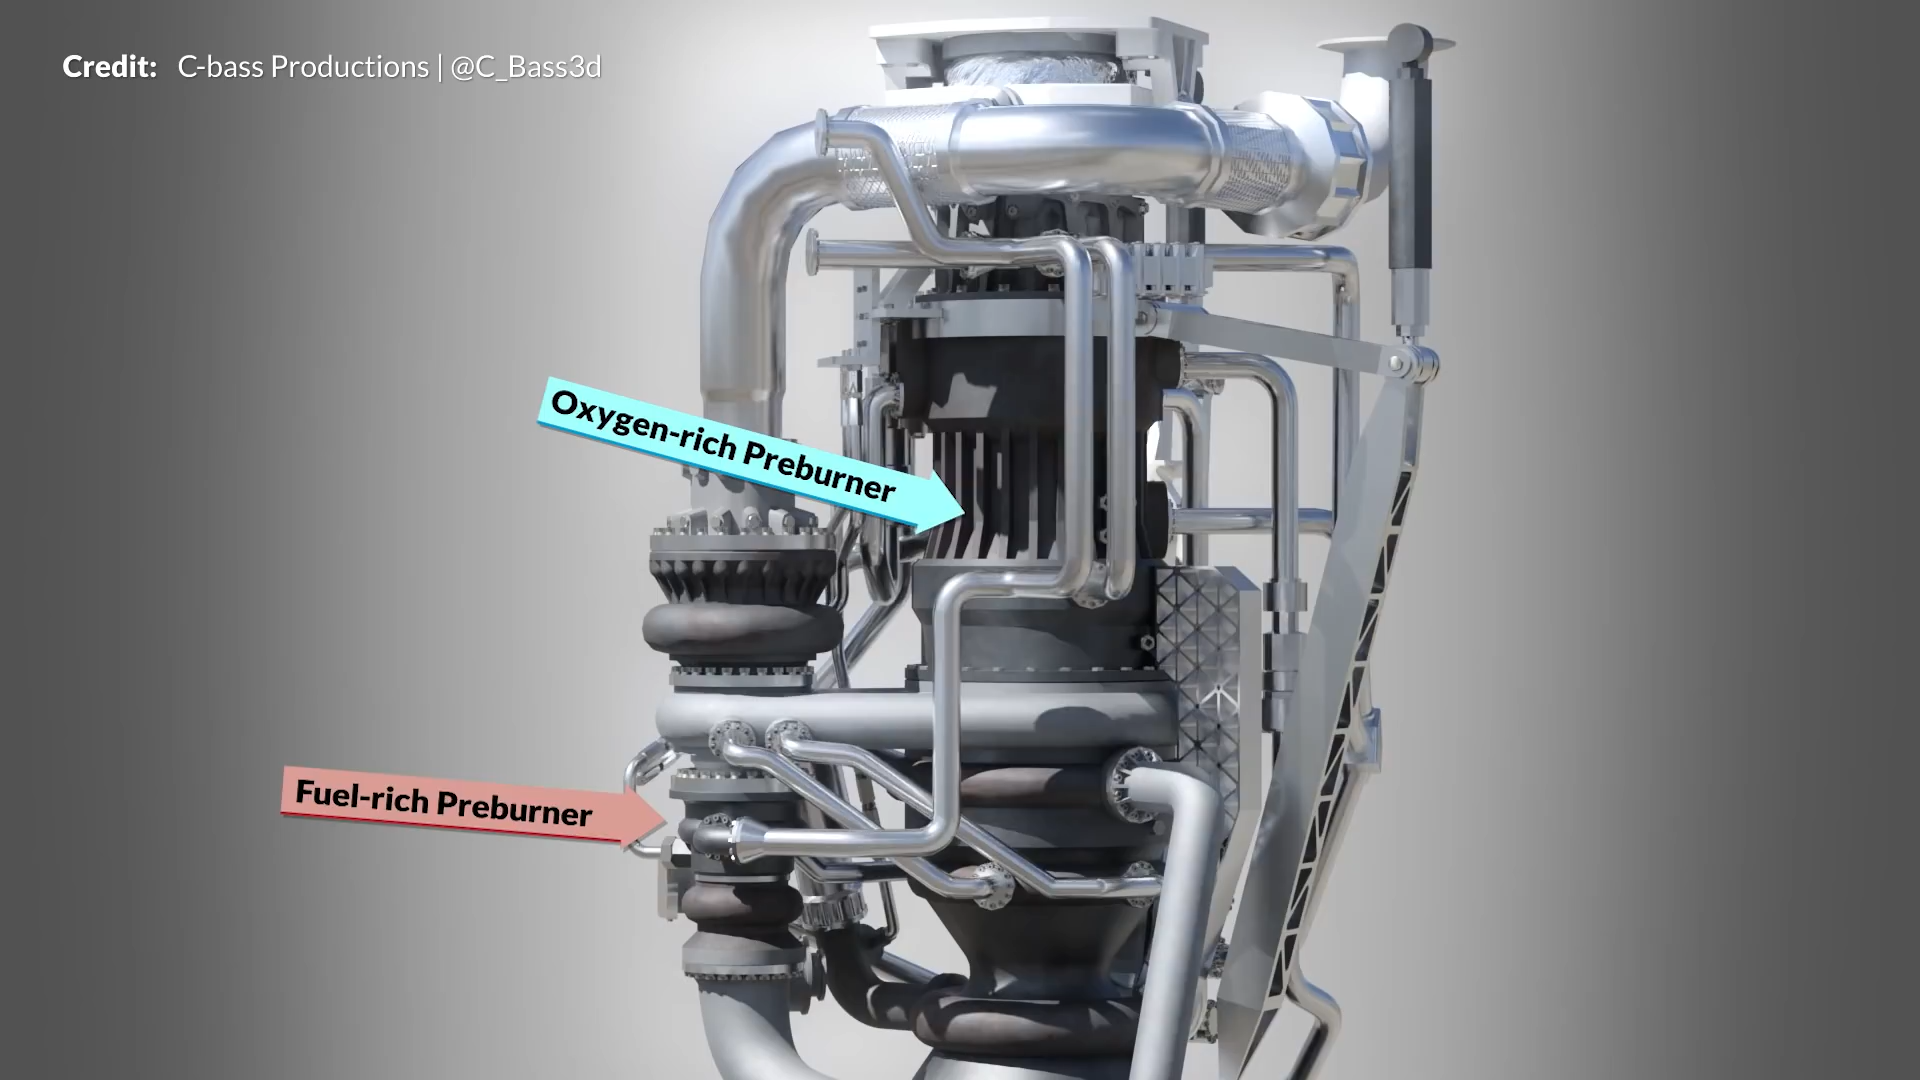 Credit: C-bass Productions | @C_Bass3d
Oxygen-rich Preburner
Fuel-rich Preburner